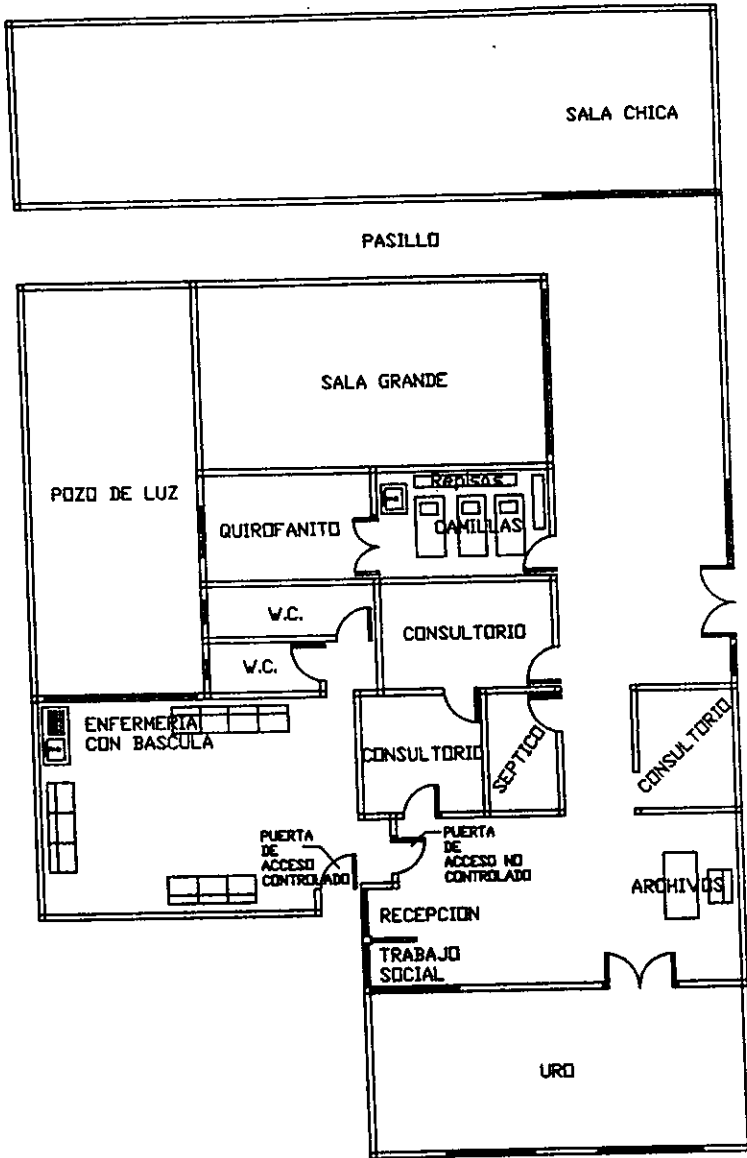 SALA CHICA
PASILLO
SALA GRANDE
POZO DE LUZ
Repisas
QUIROFANITO
CAMILLAS
W.C.
CONSULTORIO
W.C.
ENFERMERIA
CON BASCULA
CONSULTORIO
SEPTICO
CONSULTORIO
PUERTA
DE
ACCESO
CONTROLADO
PUERTA
DE
ACCESO NO
CONTROLADO
ARCHIVOS
RECEPCION
TRABAJO
SOCIAL
URO